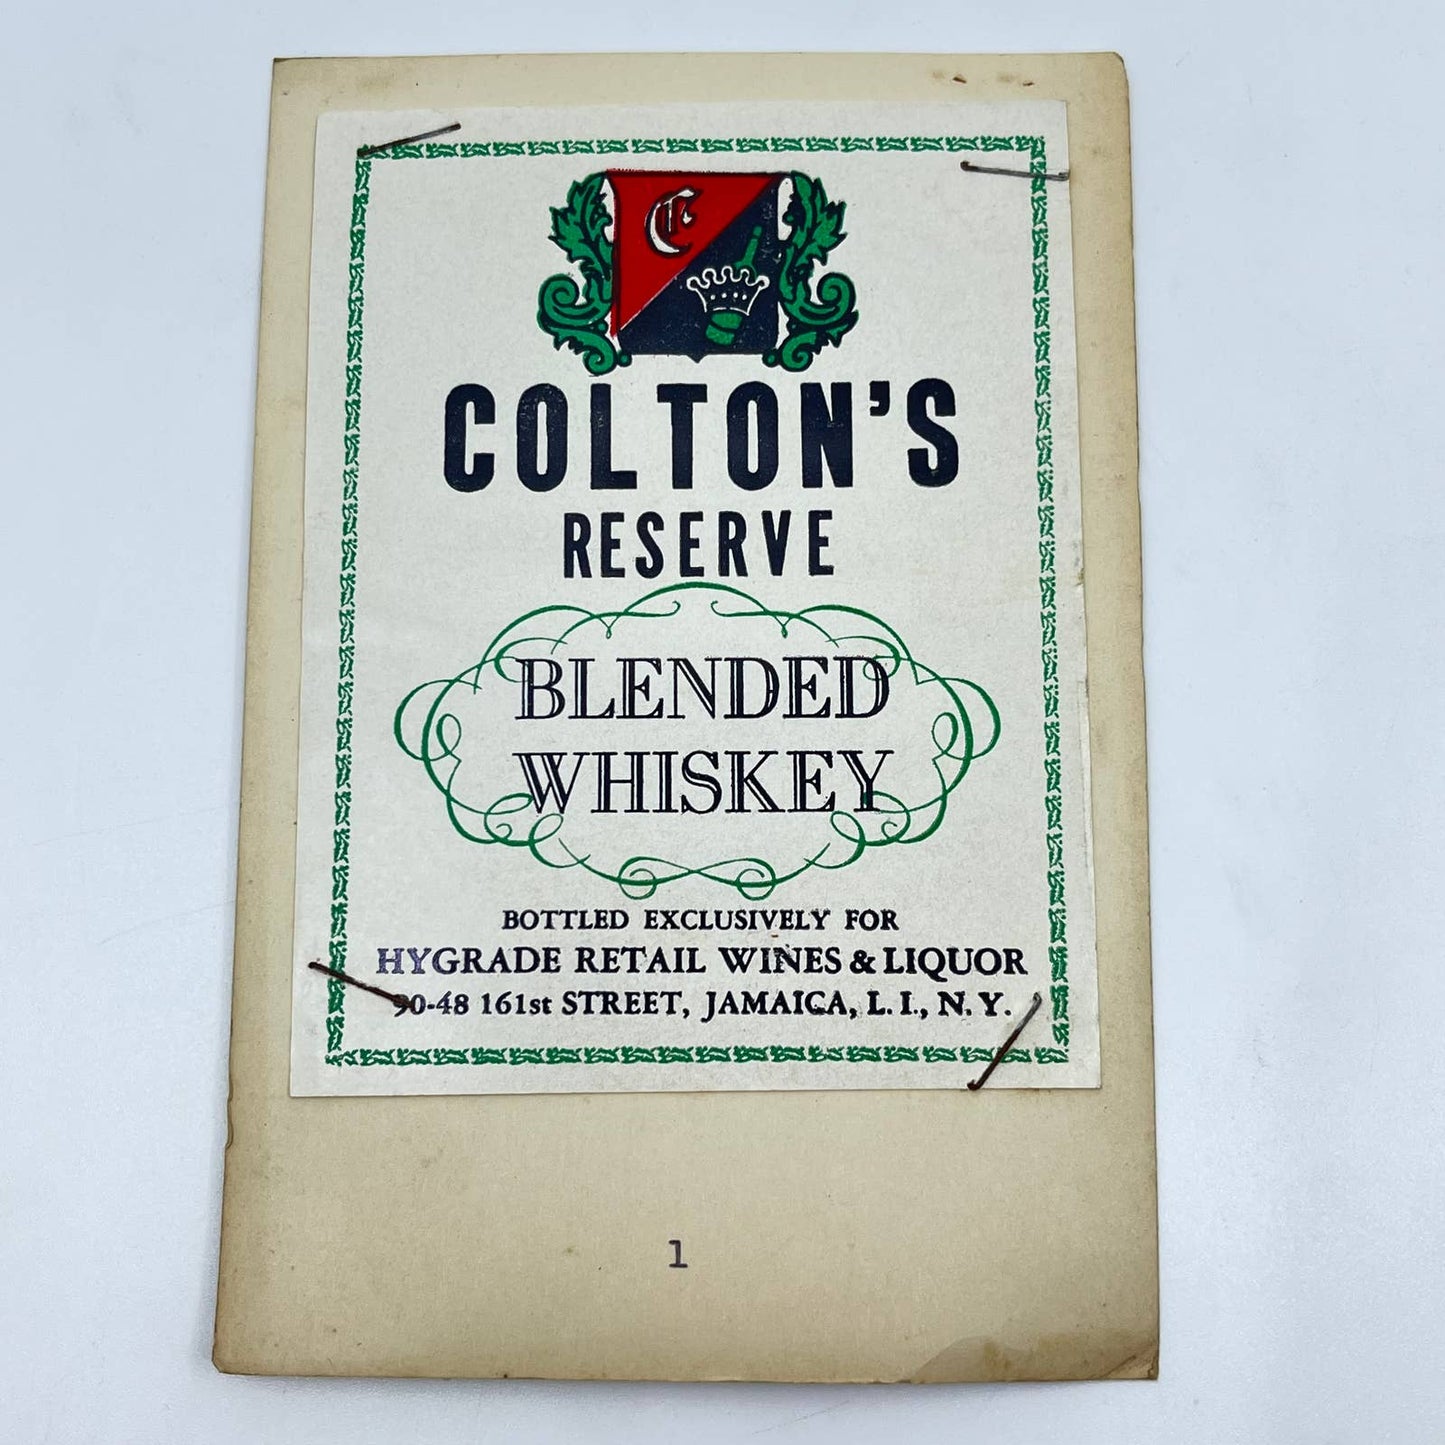 C
COLTON'S
RESERVE
BLENDED
WHISKEY
BOTTLED EXCLUSIVELY FOR
HYGRADE RETAIL WINES & LIQUOR
90-48 161st STREET, JAMAICA, L. I., N. Y.
1